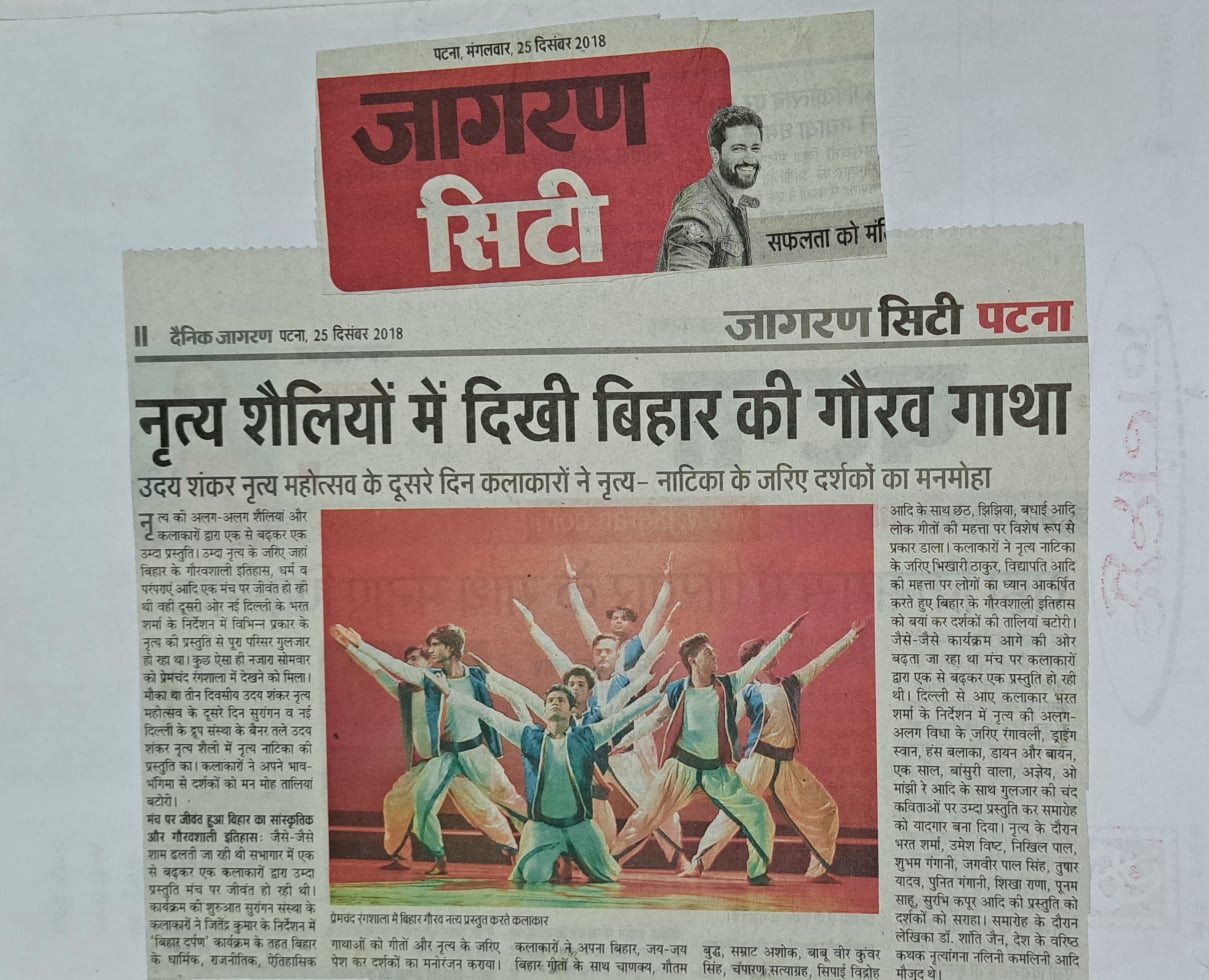 पटना, मंगलवार, 25 दिसंबर 2018
जागरण
सिटी
सफलता को मं
II दैनिक जागरण पटना, 25 दिसंबर 2018
जागरण सिटी पटना
नृत्य शैलियों में दिखी बिहार की गौरव गाथा
उदय शंकर नृत्य महोत्सव के दूसरे दिन कलाकारों ने नृत्य- नाटिका के जरिए दर्शकों का मनमोहा
नृत्य की अलग-अलग शैलियां और
कलाकारों द्वारा एक से बढ़कर एक
उम्दा प्रस्तुति। उम्दा नृत्य के जरिए जहां
बिहार के गौरवशाली इतिहास, धर्म व
परंपराएं आदि एक मंच पर जीवंत हो रही
थी वही दूसरी ओर नई दिल्ली के भरत
शर्मा के निर्देशन में विभिन्न प्रकार के
नृत्य की प्रस्तुति से पूरा परिसर गुलजार
हो रहा था। कुछ ऐसा ही नजारा सोमवार
को प्रेमचंद रंगशाला में देखने को मिला।
मौका था तीन दिवसीय उदय शंकर नृत्य
महोत्सव के दूसरे दिन सुरांगन व नई
दिल्ली के ट्रूप संस्था के बैनर तले उदय
शंकर नृत्य शैली में नृत्य नाटिका की
प्रस्तुति का। कलाकारों ने अपने भाव-
भंगिमा से दर्शकों को मन मोह तालियां
बटोरी।
मंच पर जीवंत हुआ बिहार का सांस्कृतिक
और गौरवशाली इतिहास: जैसे-जैसे
शाम ढलती जा रही थी सभागार में एक
से बढ़कर एक कलाकारों द्वारा उम्दा
प्रस्तुति मंच पर जीवंत हो रही थी।
कार्यक्रम की शुरुआत सुरांगन संस्था के
कलाकारों ने जितेंद्र कुमार के निर्देशन में
'बिहार दर्पण' कार्यक्रम के तहत बिहार
के धार्मिक, राजनीतिक, ऐतिहासिक
प्रेमचंद रंगशाला में बिहार गौरव नृत्य प्रस्तुत करते कलाकार
गाथाओं को गीतों और नृत्य के जरिए
पेश कर दर्शकों का मनोरंजन कराया।
कलाकारों ने अपना बिहार, जय-जय
बिहार गीतों के साथ चाणक्य, गौतम
बुद्ध, सम्राट अशोक, बाबू वीर कुंवर
सिंह, चंपारण सत्याग्रह, सिपाई विद्रोह
आदि के साथ छठ, झिझिया, बधाई आदि
लोक गीतों की महत्ता पर विशेष रूप से
प्रकार डाला। कलाकारों ने नृत्य नाटिका
के जरिए भिखारी ठाकुर, विद्यापति आदि
की महत्ता पर लोगों का ध्यान आकर्षित
करते हुए बिहार के गौरवशाली इतिहास
को बयां कर दर्शकों की तालियां बटोरी।
जैसे-जैसे कार्यक्रम आगे की ओर
बढ़ता जा रहा था मंच पर कलाकारों
द्वारा एक से बढ़कर एक प्रस्तुति हो रही
थी। दिल्ली से आए कलाकार भरत
शर्मा के निर्देशन में नृत्य की अलग-
अलग विधा के जरिए रंगावली, ड्राइंग
स्वान, हंस बलाका, डायन और बायन,
एक साल, बांसुरी वाला, अज्ञेय, ओ
मांझी रे आदि के साथ गुलजार की चंद
कविताओं पर उम्दा प्रस्तुति कर समारोह
को यादगार बना दिया। नृत्य के दौरान
भरत शर्मा, उमेश विष्ट, निखिल पाल,
शुभम गंगानी, जगवीर पाल सिंह, तुषार
यादव, पुनित गंगानी, शिखा राणा, पूनम
साहू, सुरभि कपूर आदि की प्रस्तुति को
दर्शकों को सराहा। समारोह के दौरान
लेखिका डॉ. शांति जैन, देश के वरिष्ठ
कथक नृत्यांगना नलिनी कमलिनी आदि
मौजूद थे।